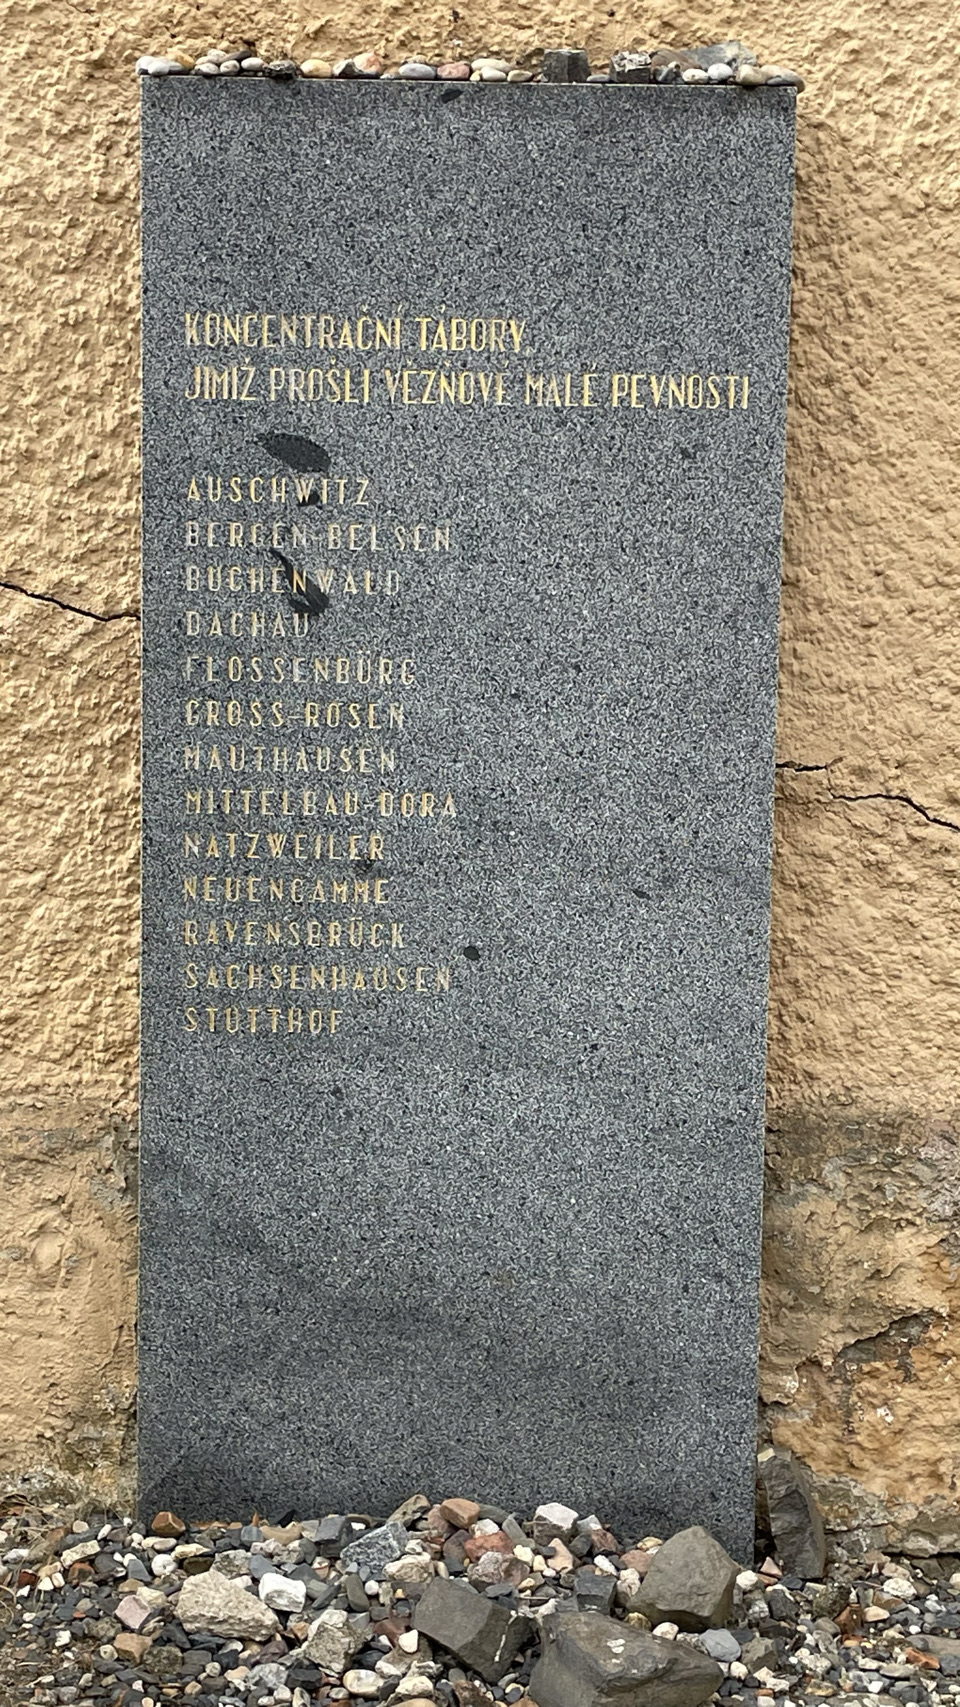 KONCENTRAČNÍ TÁBORY,
JIMIŽ PROŠLI VĚZŇOVÉ MALÉ PEVNOSTI
AUSCHWITZ
BERGEN-BELSEN
BUCHENWALD
DACHAU
FLOSSENBÜRG
GROSS-ROSEN
MAUTHAUSEN
MITTELBAU-DORA
NATZWEILER
NEUENGAMME
RAVENSBRÜCK
SACHSENHAUSEN
STUTTHOF